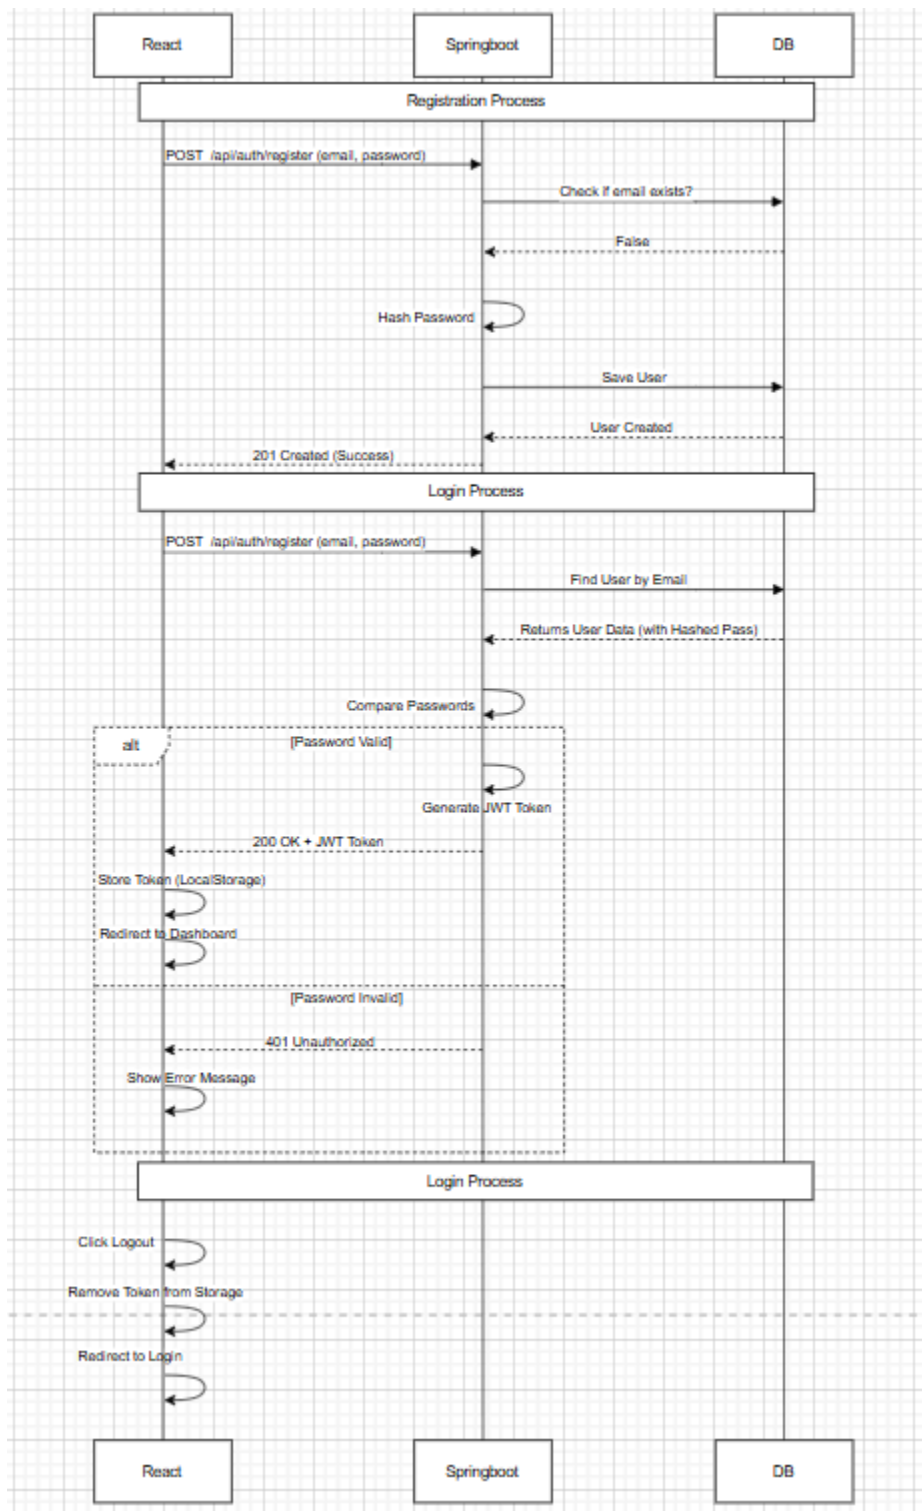 React
Springboot
DB
Registration Process
POST /api/auth/register (email, password)
Check if email exists?
False
Hash Password
Save User
User Created
201 Created (Success)
Login Process
POST /api/auth/register (email, password)
Find User by Email
Returns User Data (with Hashed Pass)
Compare Passwords
alt
[Password Valid]
Generate JWT Token
200 OK + JWT Token
Store Token (LocalStorage)
Redirect to Dashboard
[Password Invalid]
401 Unauthorized
Show Error Message
Login Process
Click Logout
Remove Token from Storage
Redirect to Login
React
Springboot
DB